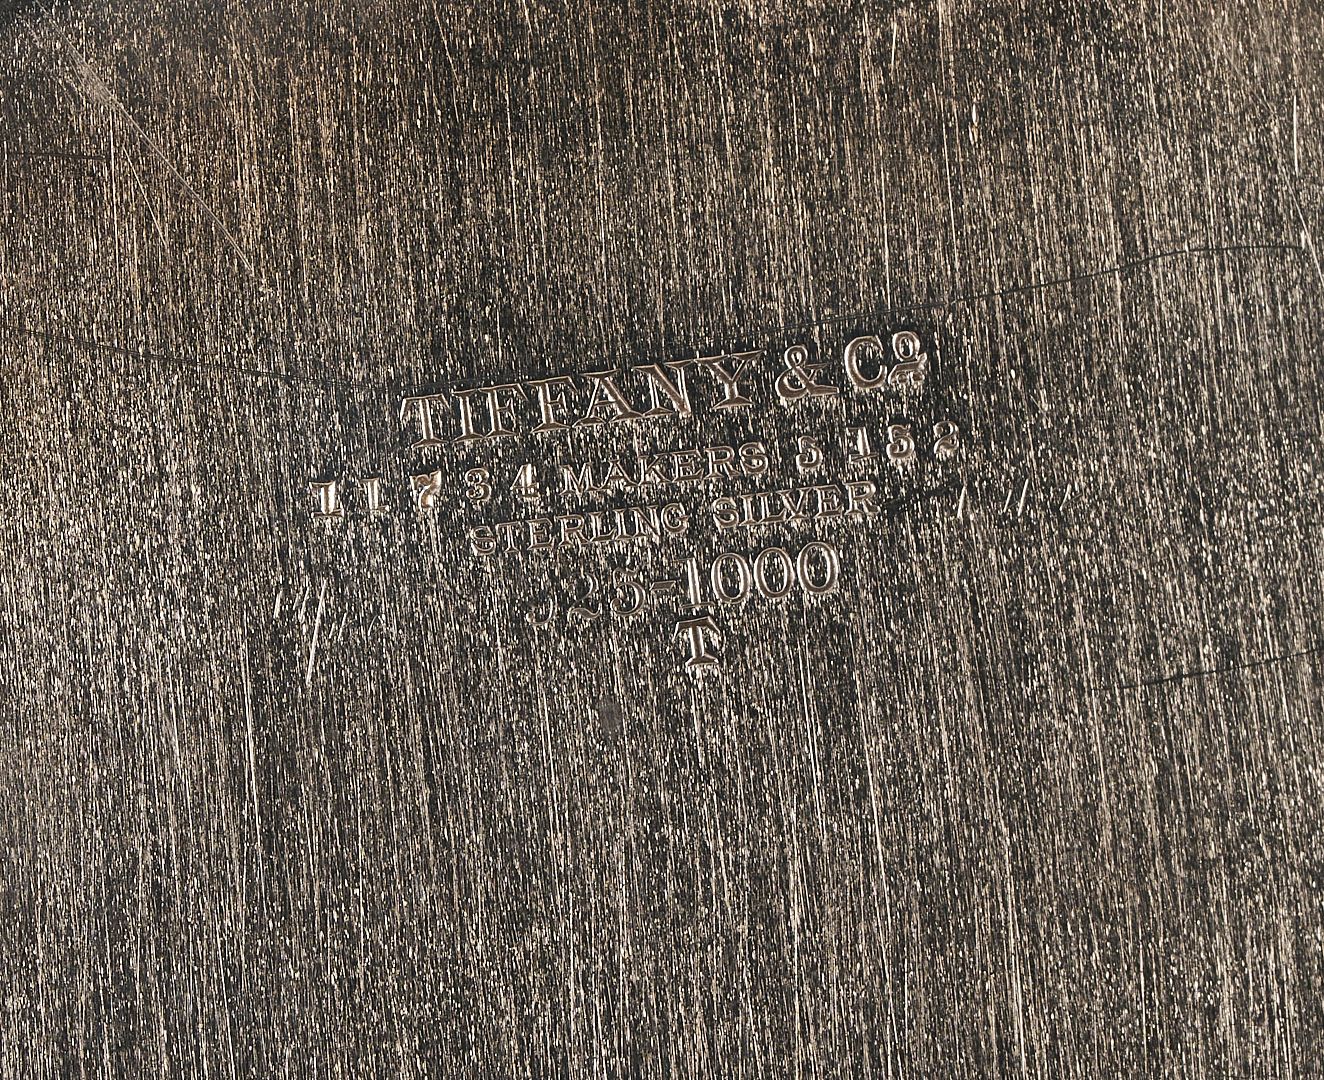 TIFFANY & Co
11734 MAKERS 5152
STERLING SILVER
925-1000
T